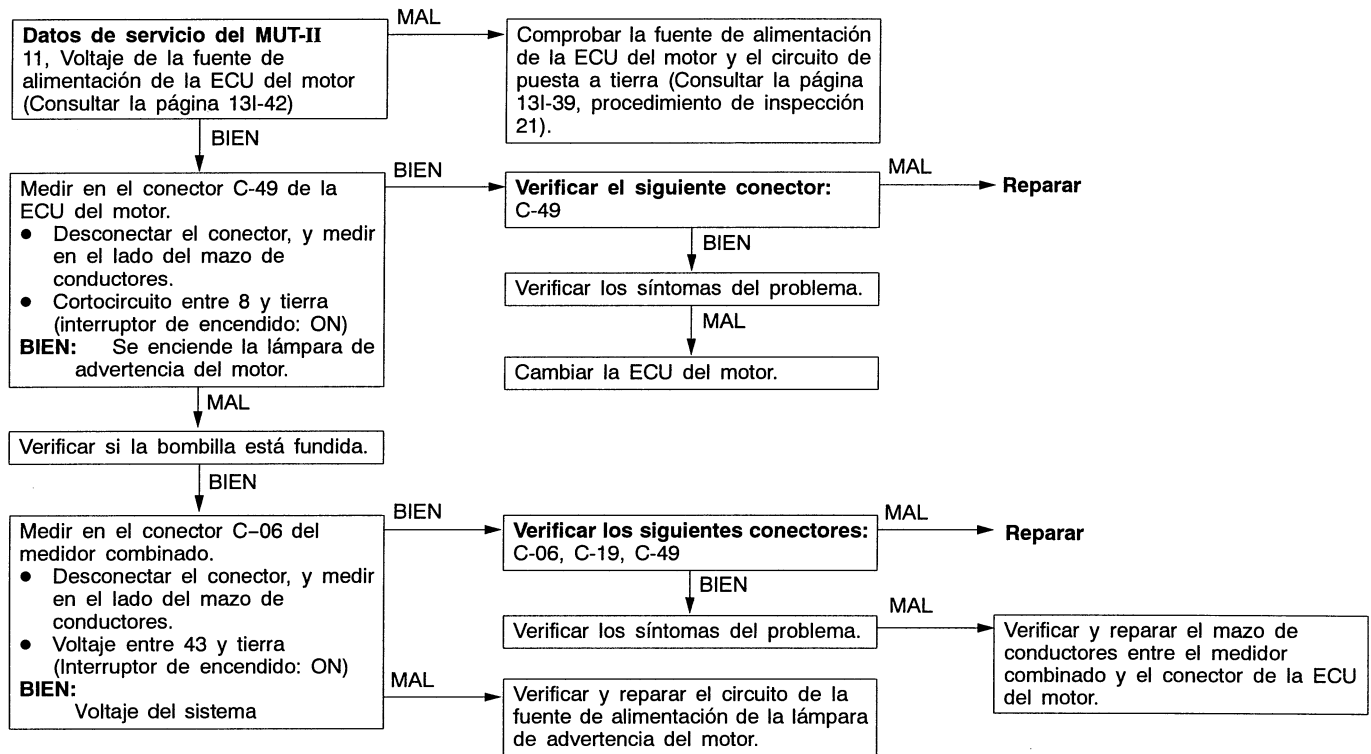 Datos de servicio del MUT-II
11, Voltaje de la fuente de
alimentación de la ECU del motor
(Consultar la página 13I-42)
MAL
Comprobar la fuente de alimentación
de la ECU del motor y el circuito de
puesta a tierra (Consultar la página
13I-39, procedimiento de inspección
21).
BIEN
Medir en el conector C-49 de la
ECU del motor.
● Desconectar el conector, y medir
en el lado del mazo de
conductores.
● Cortocircuito entre 8 y tierra
(interruptor de encendido: ON)
BIEN: Se enciende la lámpara de
advertencia del motor.
BIEN
Verificar el siguiente conector:
C-49
MAL
Reparar
BIEN
Verificar los síntomas del problema.
MAL
Cambiar la ECU del motor.
MAL
Verificar si la bombilla está fundida.
BIEN
Medir en el conector C–06 del
medidor combinado.
● Desconectar el conector, y medir
en el lado del mazo de
conductores.
● Voltaje entre 43 y tierra
(Interruptor de encendido: ON)
BIEN:
Voltaje del sistema
BIEN
Verificar los siguientes conectores:
C-06, C-19, C-49
MAL
Reparar
BIEN
Verificar los síntomas del problema.
MAL
Verificar y reparar el mazo de
conductores entre el medidor
combinado y el conector de la ECU
del motor.
MAL
Verificar y reparar el circuito de la
fuente de alimentación de la lámpara
de advertencia del motor.